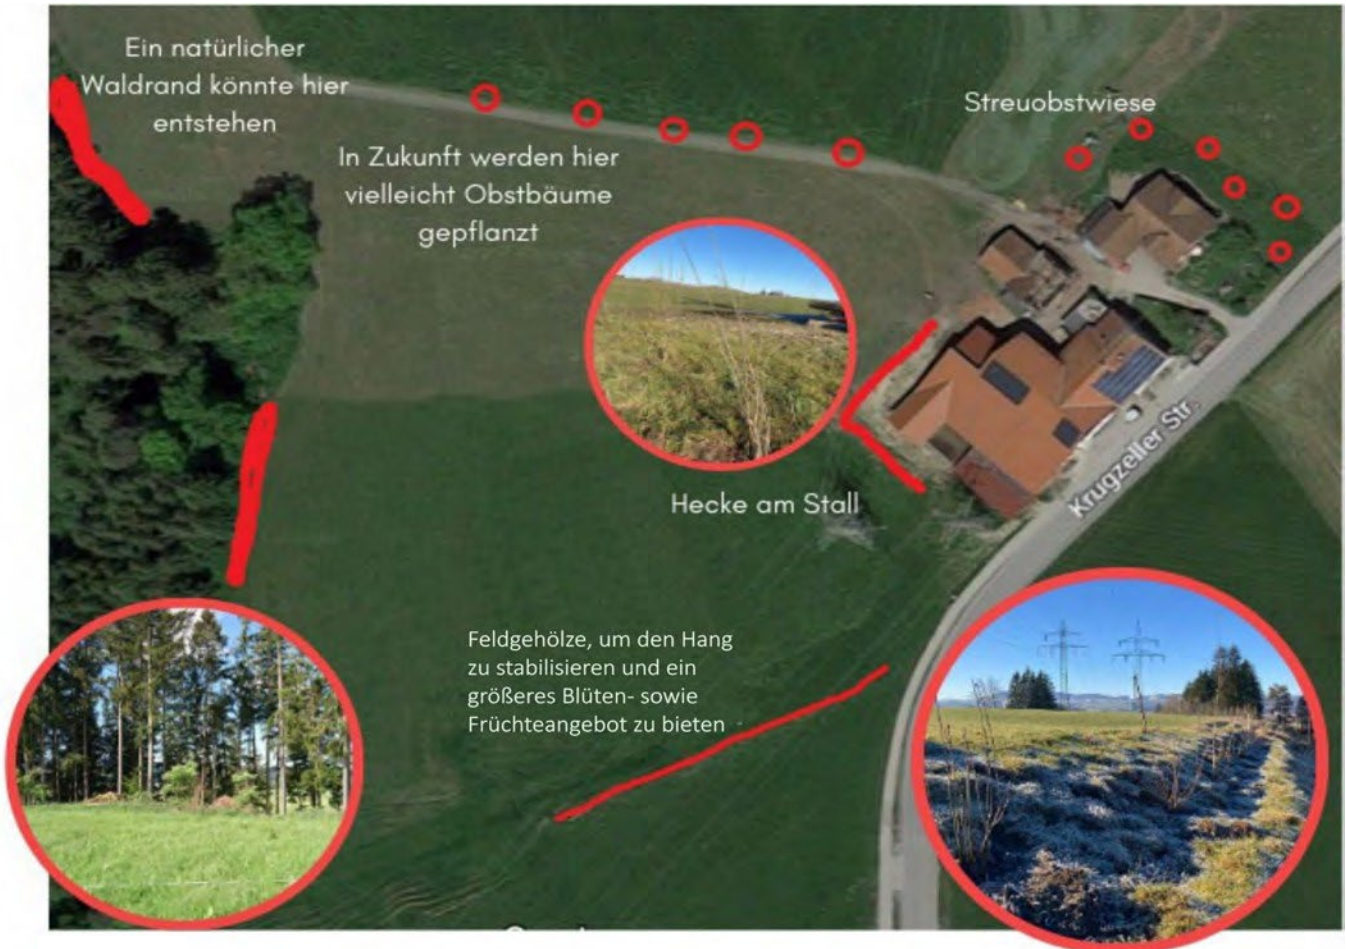 Ein natürlicher
Waldrand könnte hier
entstehen
In Zukunft werden hier
vielleicht Obstbäume
gepflanzt
Streuobstwiese
Hecke am Stall
Krugzeller Str.
Feldgehölze, um den Hang
zu stabilisieren und ein
größeres Blüten- sowie
Früchteangebot zu bieten